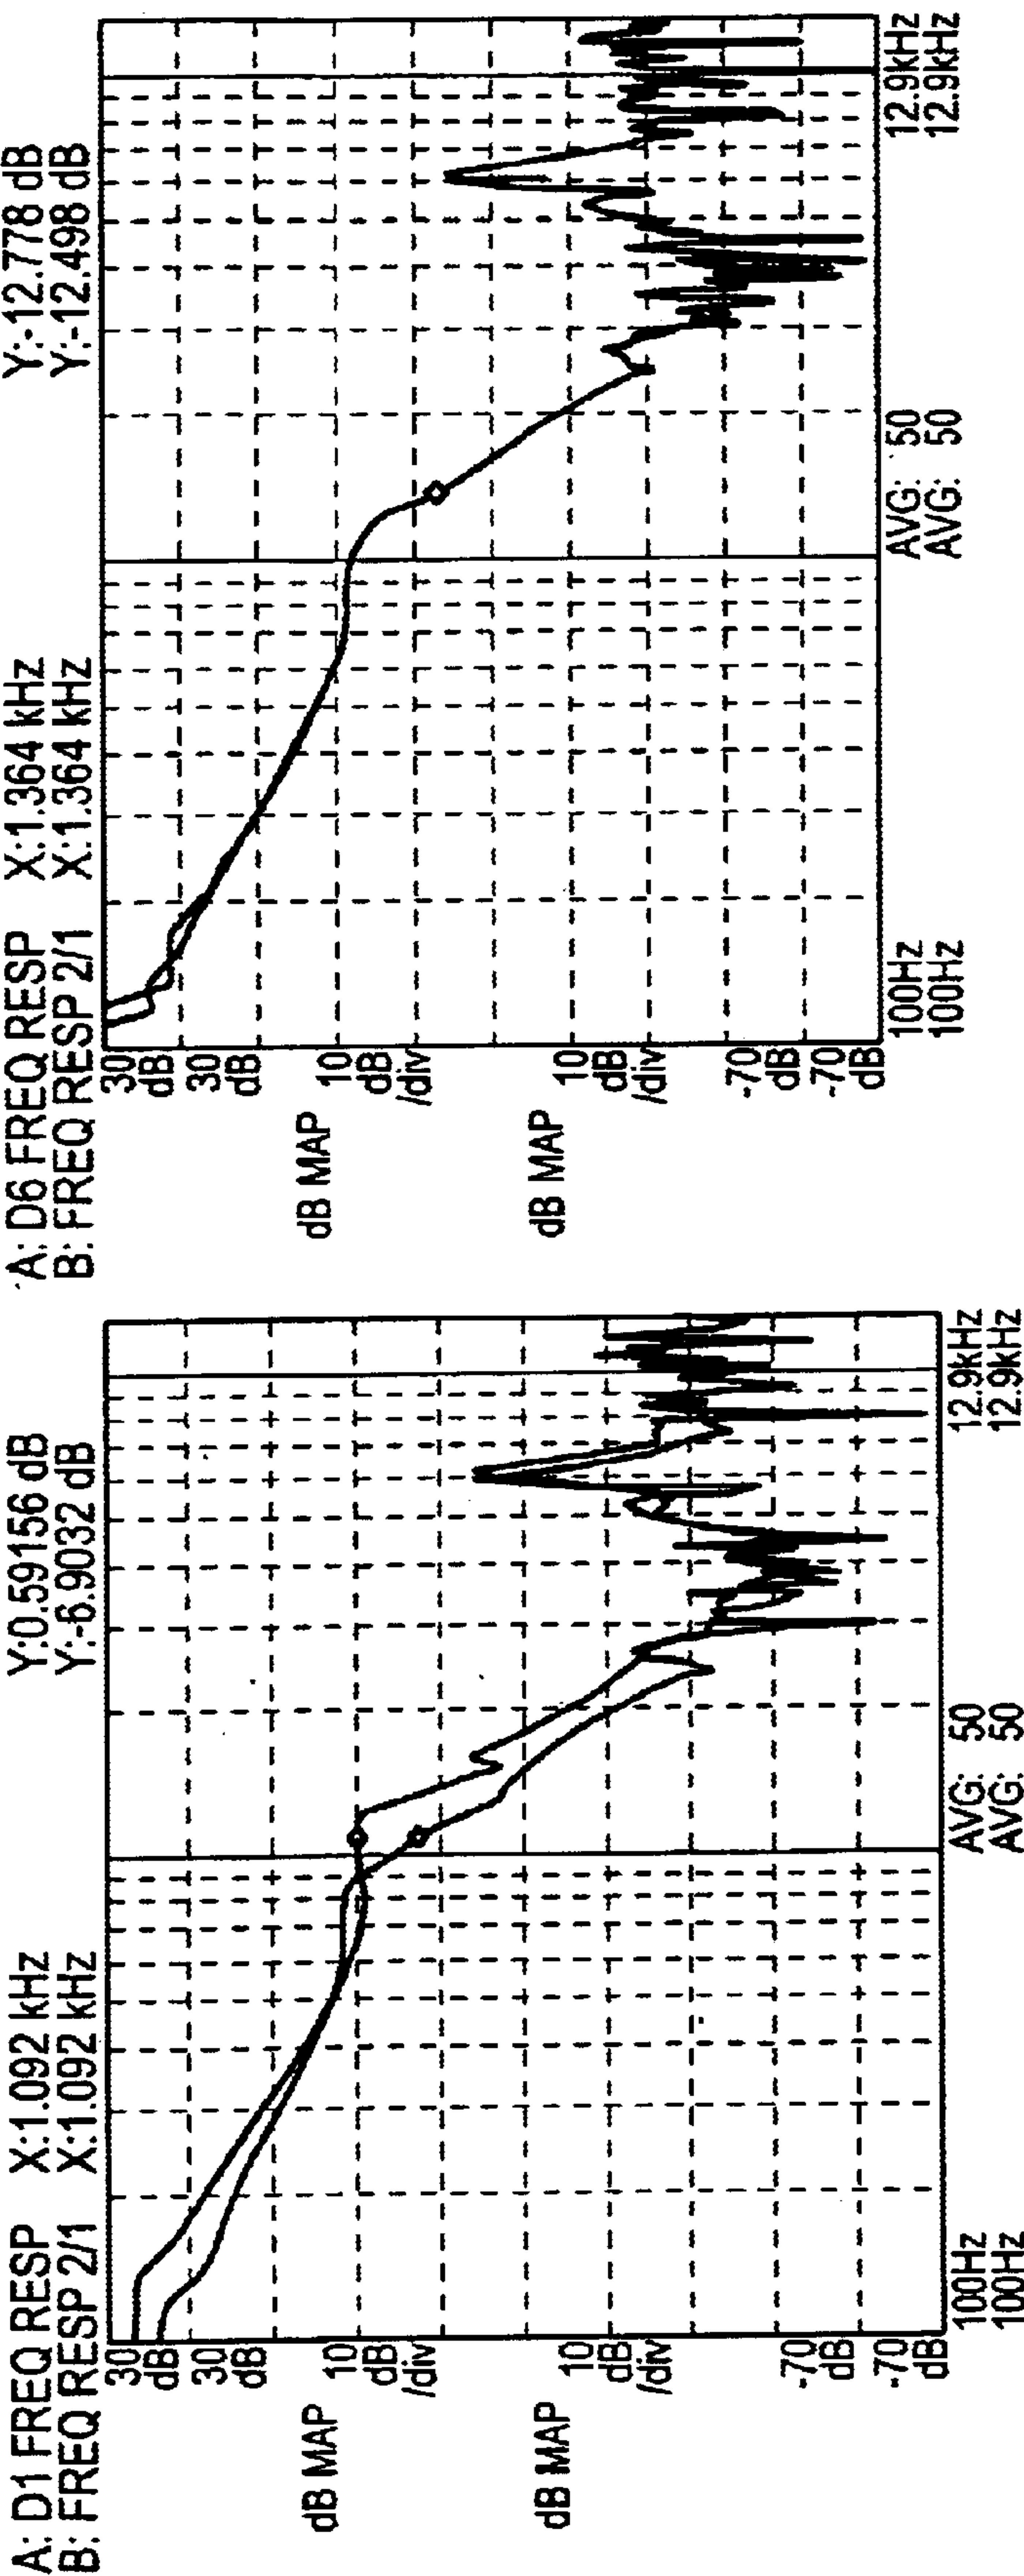 A: D1 FREQ RESP X:1.092 kHz Y:0.59156 dB
B: FREQ RESP 2/1 X:1.092 kHz Y:-6.9032 dB
30
dB
30
dB
dB MAP
10
dB
/div
dB MAP
10
dB
/div
-70
dB
-70
dB
100Hz AVG: 50 12.9kHz
100Hz AVG: 50 12.9kHz
A: D6 FREQ RESP X:1.364 kHz Y:-12.778 dB
B: FREQ RESP 2/1 X:1.364 kHz Y:-12.498 dB
30
dB
30
dB
dB MAP
10
dB
/div
dB MAP
10
dB
/div
-70
dB
-70
dB
100Hz AVG: 50 12.9kHz
100Hz AVG: 50 12.9kHz